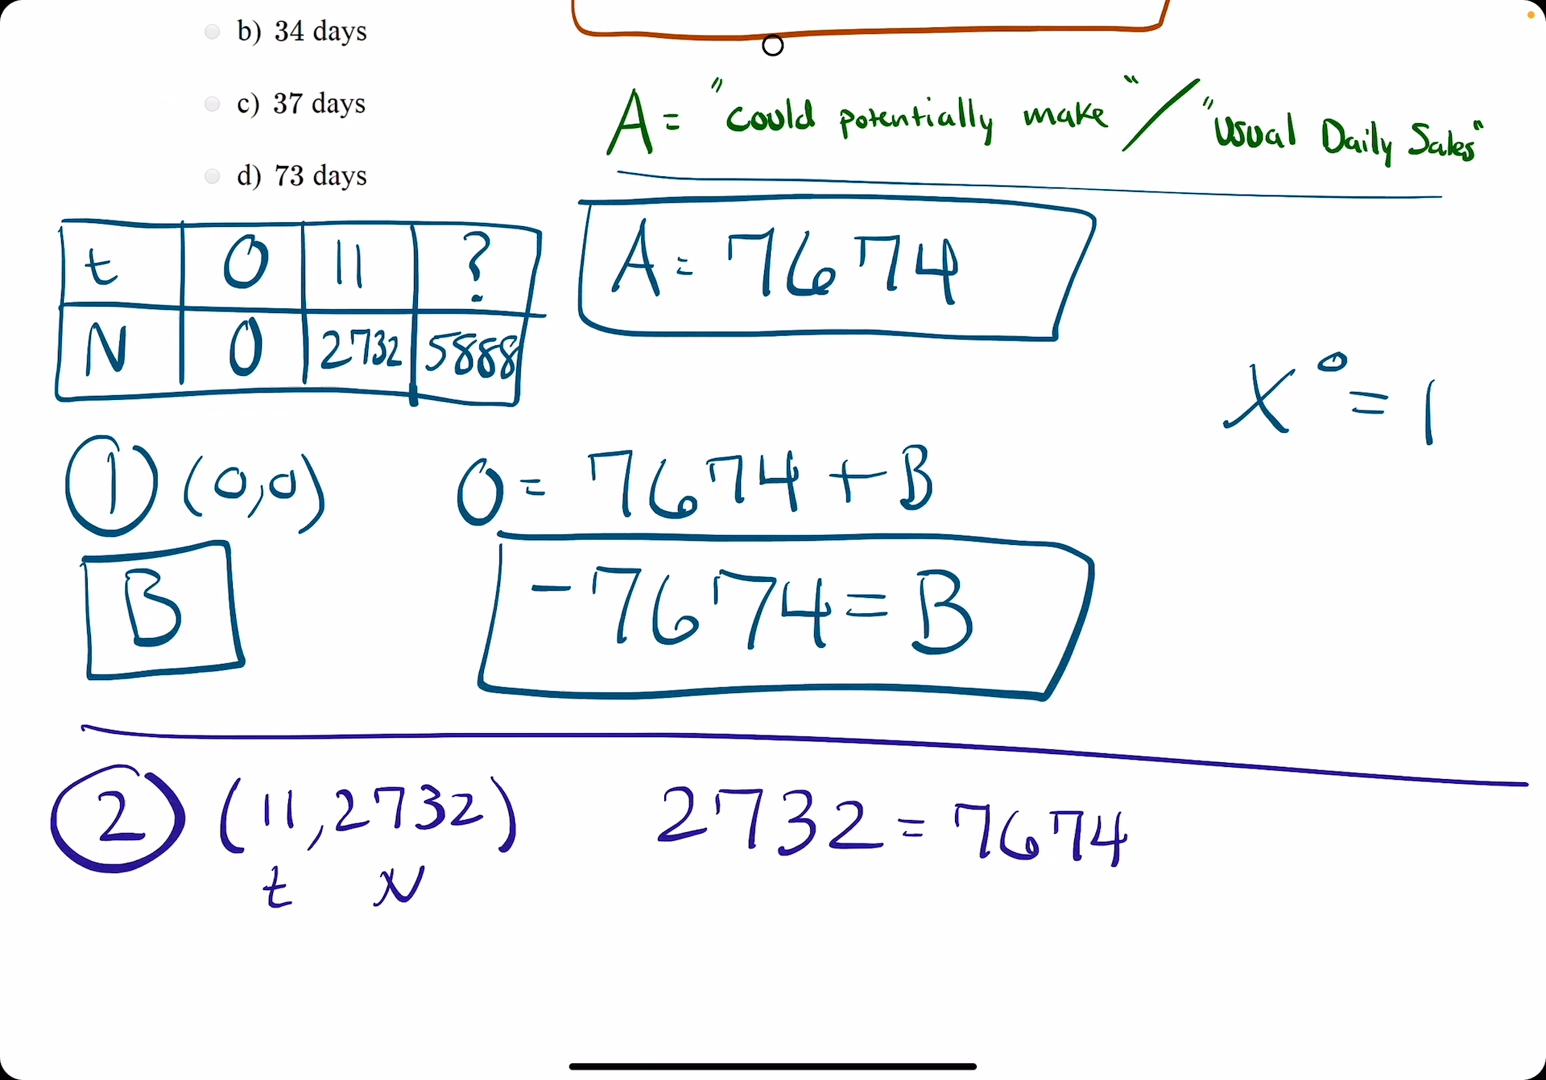 b) 34 days
c) 37 days
d) 73 days
A = "could potentially make" / "Usual Daily Sales"
t 0 11 ?
N 0 2732 5888
A = 7674
x⁰ = 1
1 (0,0) 0 = 7674 + B
B -7674 = B
2 (11, 2732) 2732 = 7674
t N